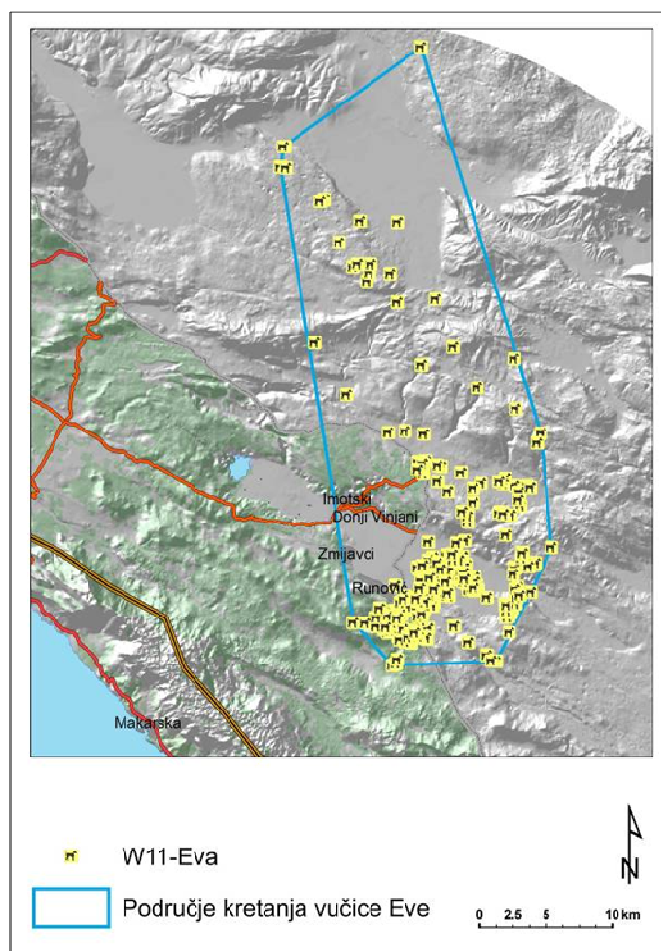 Imotski
Donji Vinjani
Zmijavci
Runović
Makarska
W11-Eva
Područje kretanja vučice Eve
N
0 2.5 5 10 km